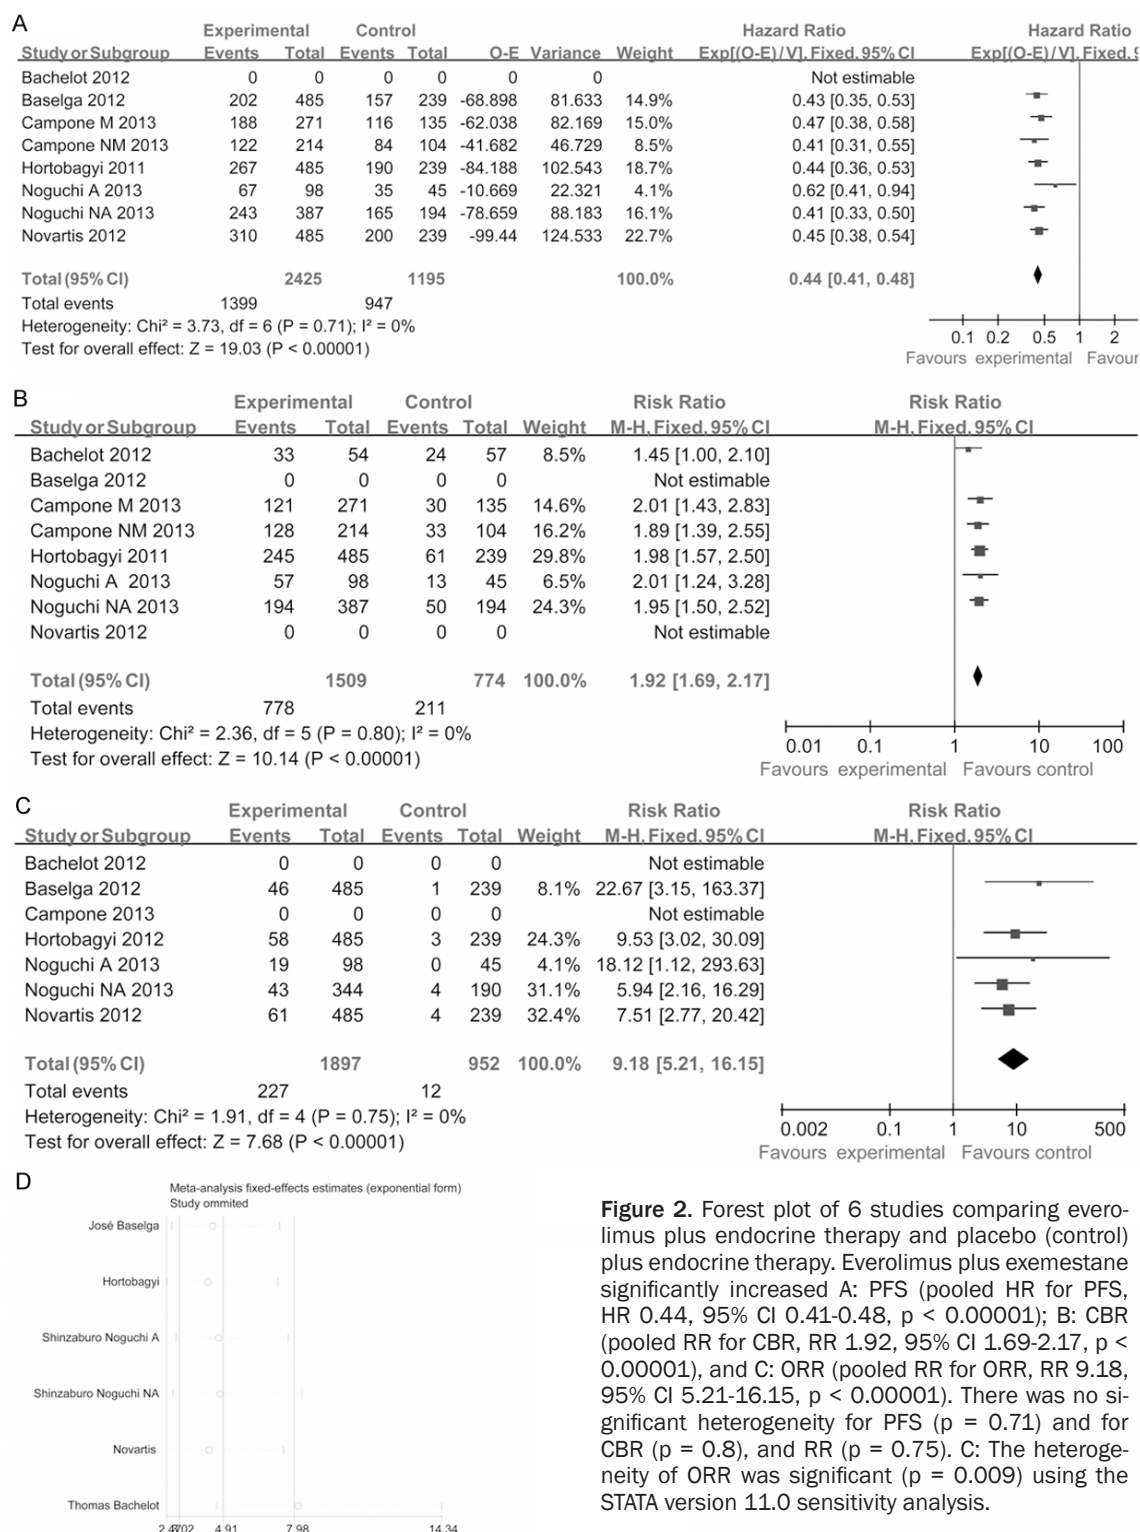 A
Experimental Control Hazard Ratio Hazard Ratio
Study or Subgroup Events Total Events Total O-E Variance Weight Exp[(O-E)/V], Fixed, 95% CI Exp[(O-E)/V], Fixed,
Bachelot 2012 0 0 0 0 0 0 Not estimable
Baselga 2012 202 485 157 239 -68.898 81.633 14.9% 0.43 [0.35, 0.53]
Campone M 2013 188 271 116 135 -62.038 82.169 15.0% 0.47 [0.38, 0.58]
Campone NM 2013 122 214 84 104 -41.682 46.729 8.5% 0.41 [0.31, 0.55]
Hortobagyi 2011 267 485 190 239 -84.188 102.543 18.7% 0.44 [0.36, 0.53]
Noguchi A 2013 67 98 35 45 -10.669 22.321 4.1% 0.62 [0.41, 0.94]
Noguchi NA 2013 243 387 165 194 -78.659 88.183 16.1% 0.41 [0.33, 0.50]
Novartis 2012 310 485 200 239 -99.44 124.533 22.7% 0.45 [0.38, 0.54]
Total (95% CI) 2425 1195 100.0% 0.44 [0.41, 0.48]
Total events 1399 947
Heterogeneity: Chi² = 3.73, df = 6 (P = 0.71); I² = 0%
Test for overall effect: Z = 19.03 (P < 0.00001)
0.1 0.2 0.5 1 2
Favours experimental Favour
B
Experimental Control Risk Ratio Risk Ratio
Study or Subgroup Events Total Events Total Weight M-H, Fixed, 95% CI M-H, Fixed, 95% CI
Bachelot 2012 33 54 24 57 8.5% 1.45 [1.00, 2.10]
Baselga 2012 0 0 0 0 Not estimable
Campone M 2013 121 271 30 135 14.6% 2.01 [1.43, 2.83]
Campone NM 2013 128 214 33 104 16.2% 1.89 [1.39, 2.55]
Hortobagyi 2011 245 485 61 239 29.8% 1.98 [1.57, 2.50]
Noguchi A 2013 57 98 13 45 6.5% 2.01 [1.24, 3.28]
Noguchi NA 2013 194 387 50 194 24.3% 1.95 [1.50, 2.52]
Novartis 2012 0 0 0 0 Not estimable
Total (95% CI) 1509 774 100.0% 1.92 [1.69, 2.17]
Total events 778 211
Heterogeneity: Chi² = 2.36, df = 5 (P = 0.80); I² = 0%
Test for overall effect: Z = 10.14 (P < 0.00001)
0.01 0.1 1 10 100
Favours experimental Favours control
C
Experimental Control Risk Ratio Risk Ratio
Study or Subgroup Events Total Events Total Weight M-H, Fixed, 95% CI M-H, Fixed, 95% CI
Bachelot 2012 0 0 0 0 Not estimable
Baselga 2012 46 485 1 239 8.1% 22.67 [3.15, 163.37]
Campone 2013 0 0 0 0 Not estimable
Hortobagyi 2012 58 485 3 239 24.3% 9.53 [3.02, 30.09]
Noguchi A 2013 19 98 0 45 4.1% 18.12 [1.12, 293.63]
Noguchi NA 2013 43 344 4 190 31.1% 5.94 [2.16, 16.29]
Novartis 2012 61 485 4 239 32.4% 7.51 [2.77, 20.42]
Total (95% CI) 1897 952 100.0% 9.18 [5.21, 16.15]
Total events 227 12
Heterogeneity: Chi² = 1.91, df = 4 (P = 0.75); I² = 0%
Test for overall effect: Z = 7.68 (P < 0.00001)
0.002 0.1 1 10 500
Favours experimental Favours control
D
Meta-analysis fixed-effects estimates (exponential form)
Study ommited
José Baselga
Hortobagyi
Shinzaburo Noguchi A
Shinzaburo Noguchi NA
Novartis
Thomas Bachelot
4.91 7.98 14.34
Figure 2. Forest plot of 6 studies comparing evero-
limus plus endocrine therapy and placebo (control)
plus endocrine therapy. Everolimus plus exemestane
significantly increased A: PFS (pooled HR for PFS,
HR 0.44, 95% CI 0.41-0.48, p < 0.00001); B: CBR
(pooled RR for CBR, RR 1.92, 95% CI 1.69-2.17, p <
0.00001), and C: ORR (pooled RR for ORR, RR 9.18,
95% CI 5.21-16.15, p < 0.00001). There was no si-
gnificant heterogeneity for PFS (p = 0.71) and for
CBR (p = 0.8), and RR (p = 0.75). C: The heteroge-
neity of ORR was significant (p = 0.009) using the
STATA version 11.0 sensitivity analysis.